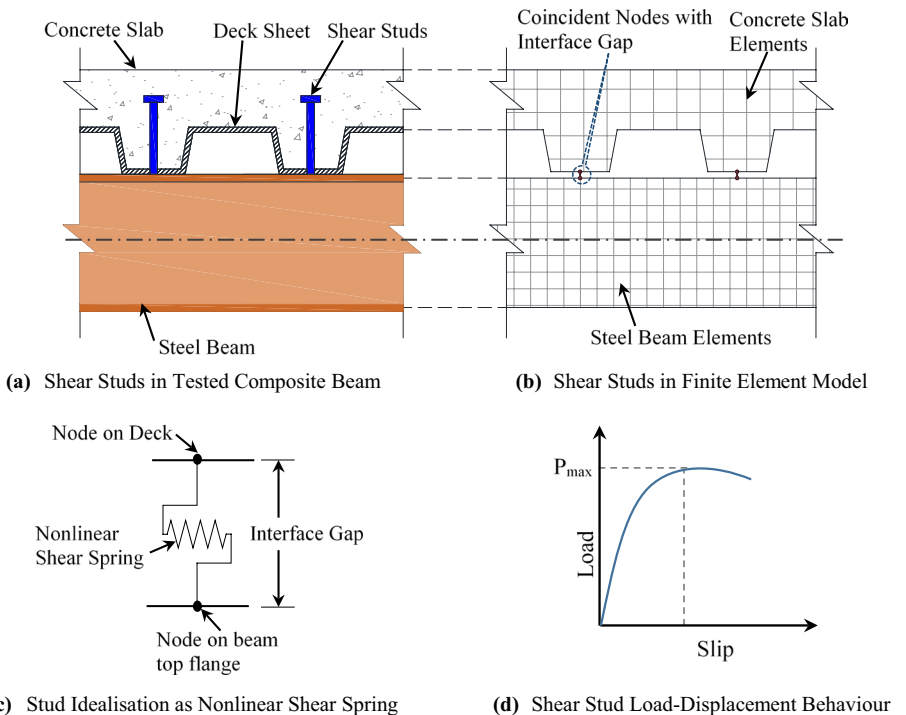 Concrete Slab
Deck Sheet
Shear Studs
Steel Beam
(a) Shear Studs in Tested Composite Beam
Coincident Nodes with
Interface Gap
Concrete Slab
Elements
Steel Beam Elements
(b) Shear Studs in Finite Element Model
Node on Deck
Nonlinear
Shear Spring
Interface Gap
Node on beam
top flange
c) Stud Idealisation as Nonlinear Shear Spring
Pmax
Load
Slip
(d) Shear Stud Load-Displacement Behaviour